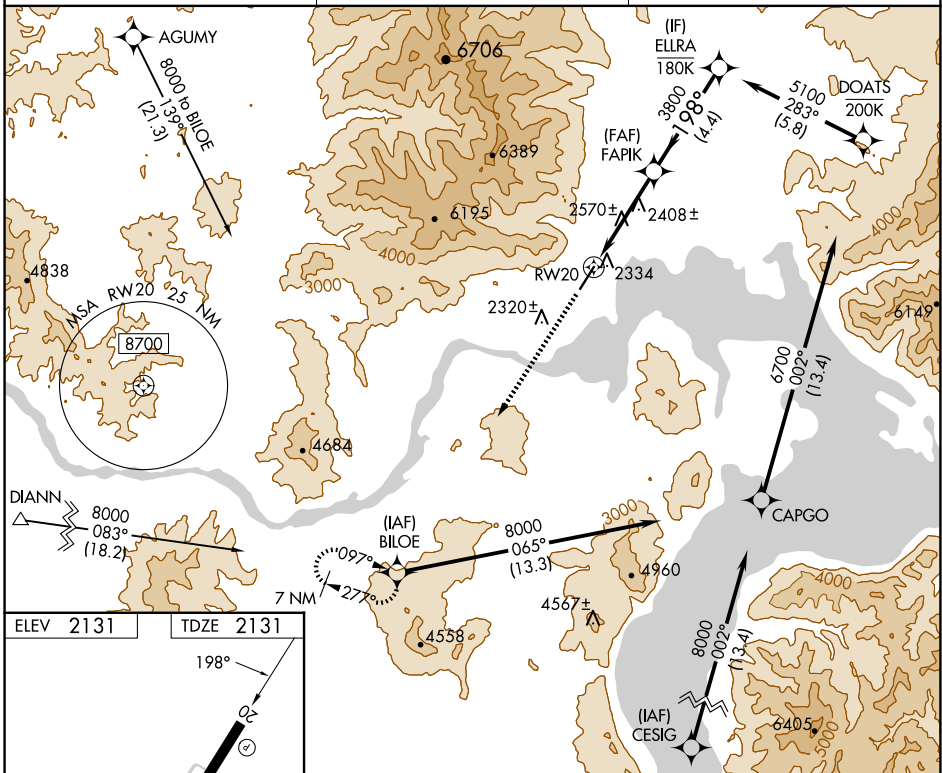 AGUMY
8000 to BILOE
139°
(21.3)
6706
(IF)
ELLRA
180K
3800
198°
(4.4)
5100
283°
(5.8)
DOATS
200K
(FAF)
FAPIK
6389
6195
2570±
2408±
4000
3000
4000
4838
RW20
2334
2320±
6149
MSA RW20 25 NM
8700
6700
002°
(13.4)
4684
DIANN
8000
083°
(18.2)
(IAF)
BILOE
097°
277°
7 NM
8000
065°
(13.3)
3000
CAPGO
4960
4567±
4558
4000
8000
002°
(13.4)
(IAF)
CESIG
6405
3000
ELEV 2131
TDZE 2131
198°
20
P